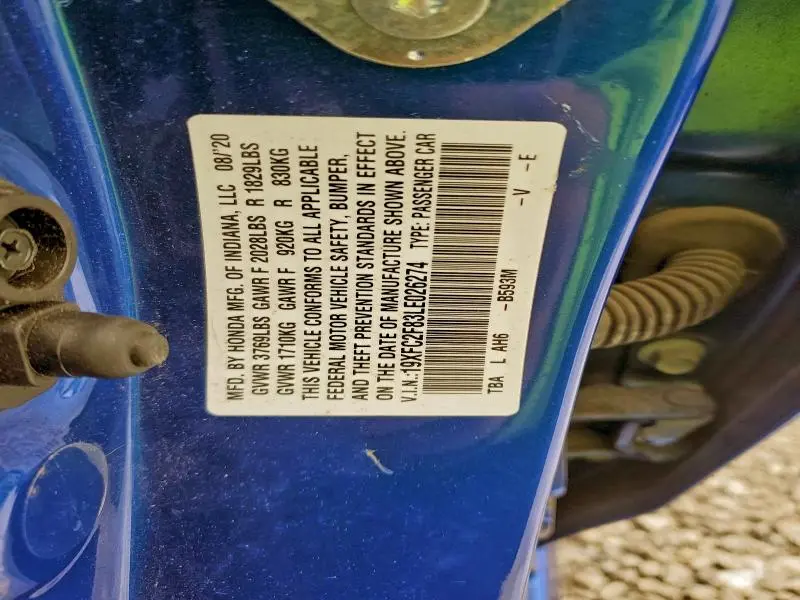 MFD. BY HONDA MFG. OF INDIANA, LLC 08/'20
GVWR 3769LBS GAWR F 2028LBS R 1829LBS
GVWR 1710KG GAWR F 920KG R 830KG
THIS VEHICLE CONFORMS TO ALL APPLICABLE
FEDERAL MOTOR VEHICLE SAFETY, BUMPER,
AND THEFT PREVENTION STANDARDS IN EFFECT
ON THE DATE OF MANUFACTURE SHOWN ABOVE.
V.I.N.:19XFC2F83LE026274 TYPE: PASSENGER CAR
TBA L AH6 -B593M -V -E